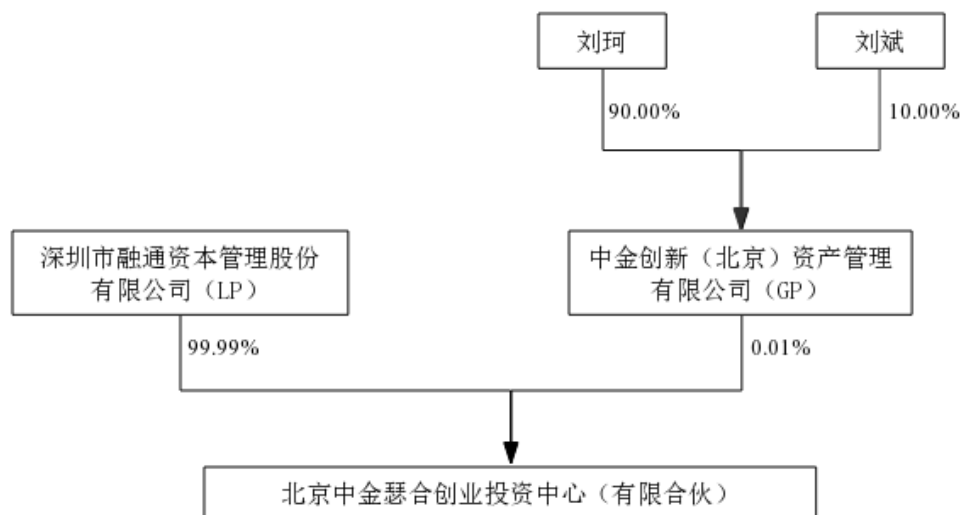 刘珂
刘斌
90.00%
10.00%
深圳市融通资本管理股份
有限公司（LP）
中金创新（北京）资产管理
有限公司（GP）
99.99%
0.01%
北京中金瑟合创业投资中心（有限合伙）